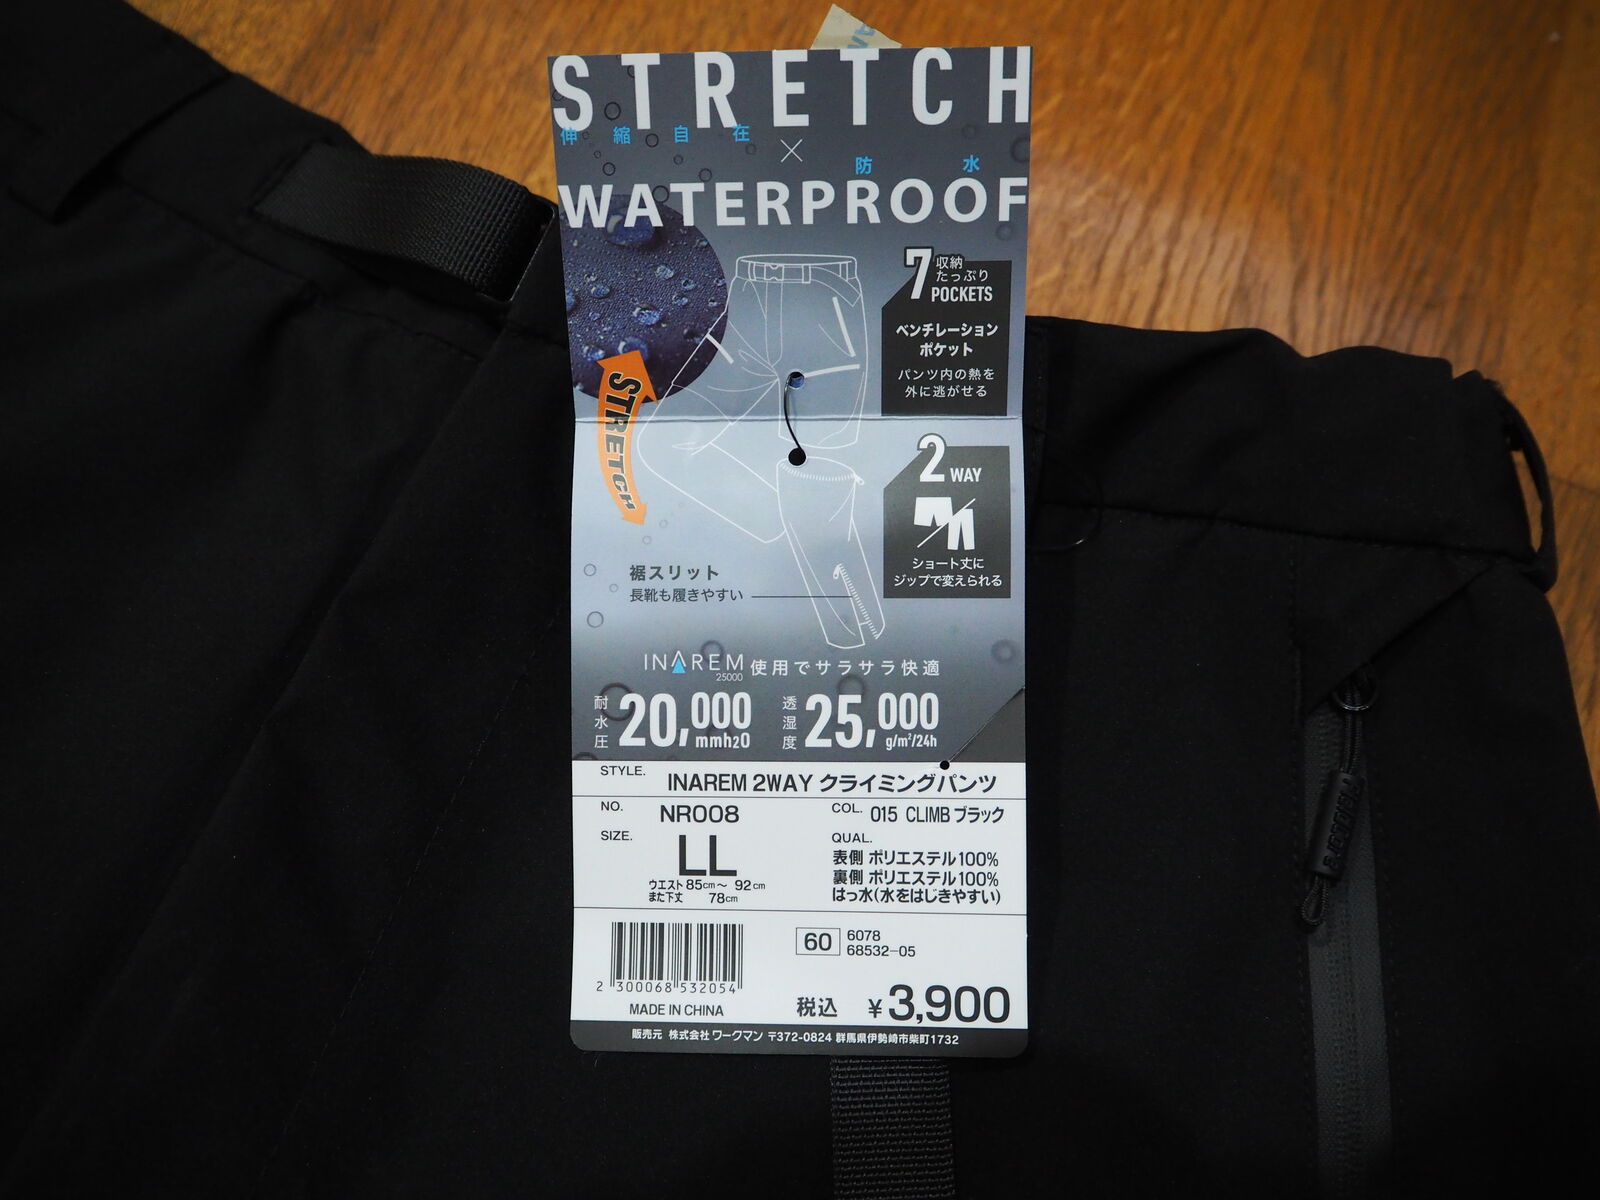 STRETCH
伸縮自在
×
防水
WATERPROOF
7 収納たっぷり POCKETS
ベンチレーション
ポケット
パンツ内の熱を
外に逃がせる
STRETCH
2 WAY
ショート丈に
ジップで変えられる
裾スリット
長靴も履きやすい
INAREM 25000 使用でサラサラ快適
耐水圧 20,000 mmh2O 透湿度 25,000 g/m²/24h
STYLE. INAREM 2WAY クライミングパンツ
NO. NR008 COL. 015 CLIMB ブラック
SIZE. LL
ウエスト 85cm～ 92cm
また下丈 78cm
QUAL.
表側 ポリエステル100%
裏側 ポリエステル100%
はっ水(水をはじきやすい)
60 6078
68532-05
2 300068 532054
MADE IN CHINA
税込 ¥3,900
販売元 株式会社 ワークマン 〒372-0824 群馬県伊勢崎市柴町1732
FieldCore